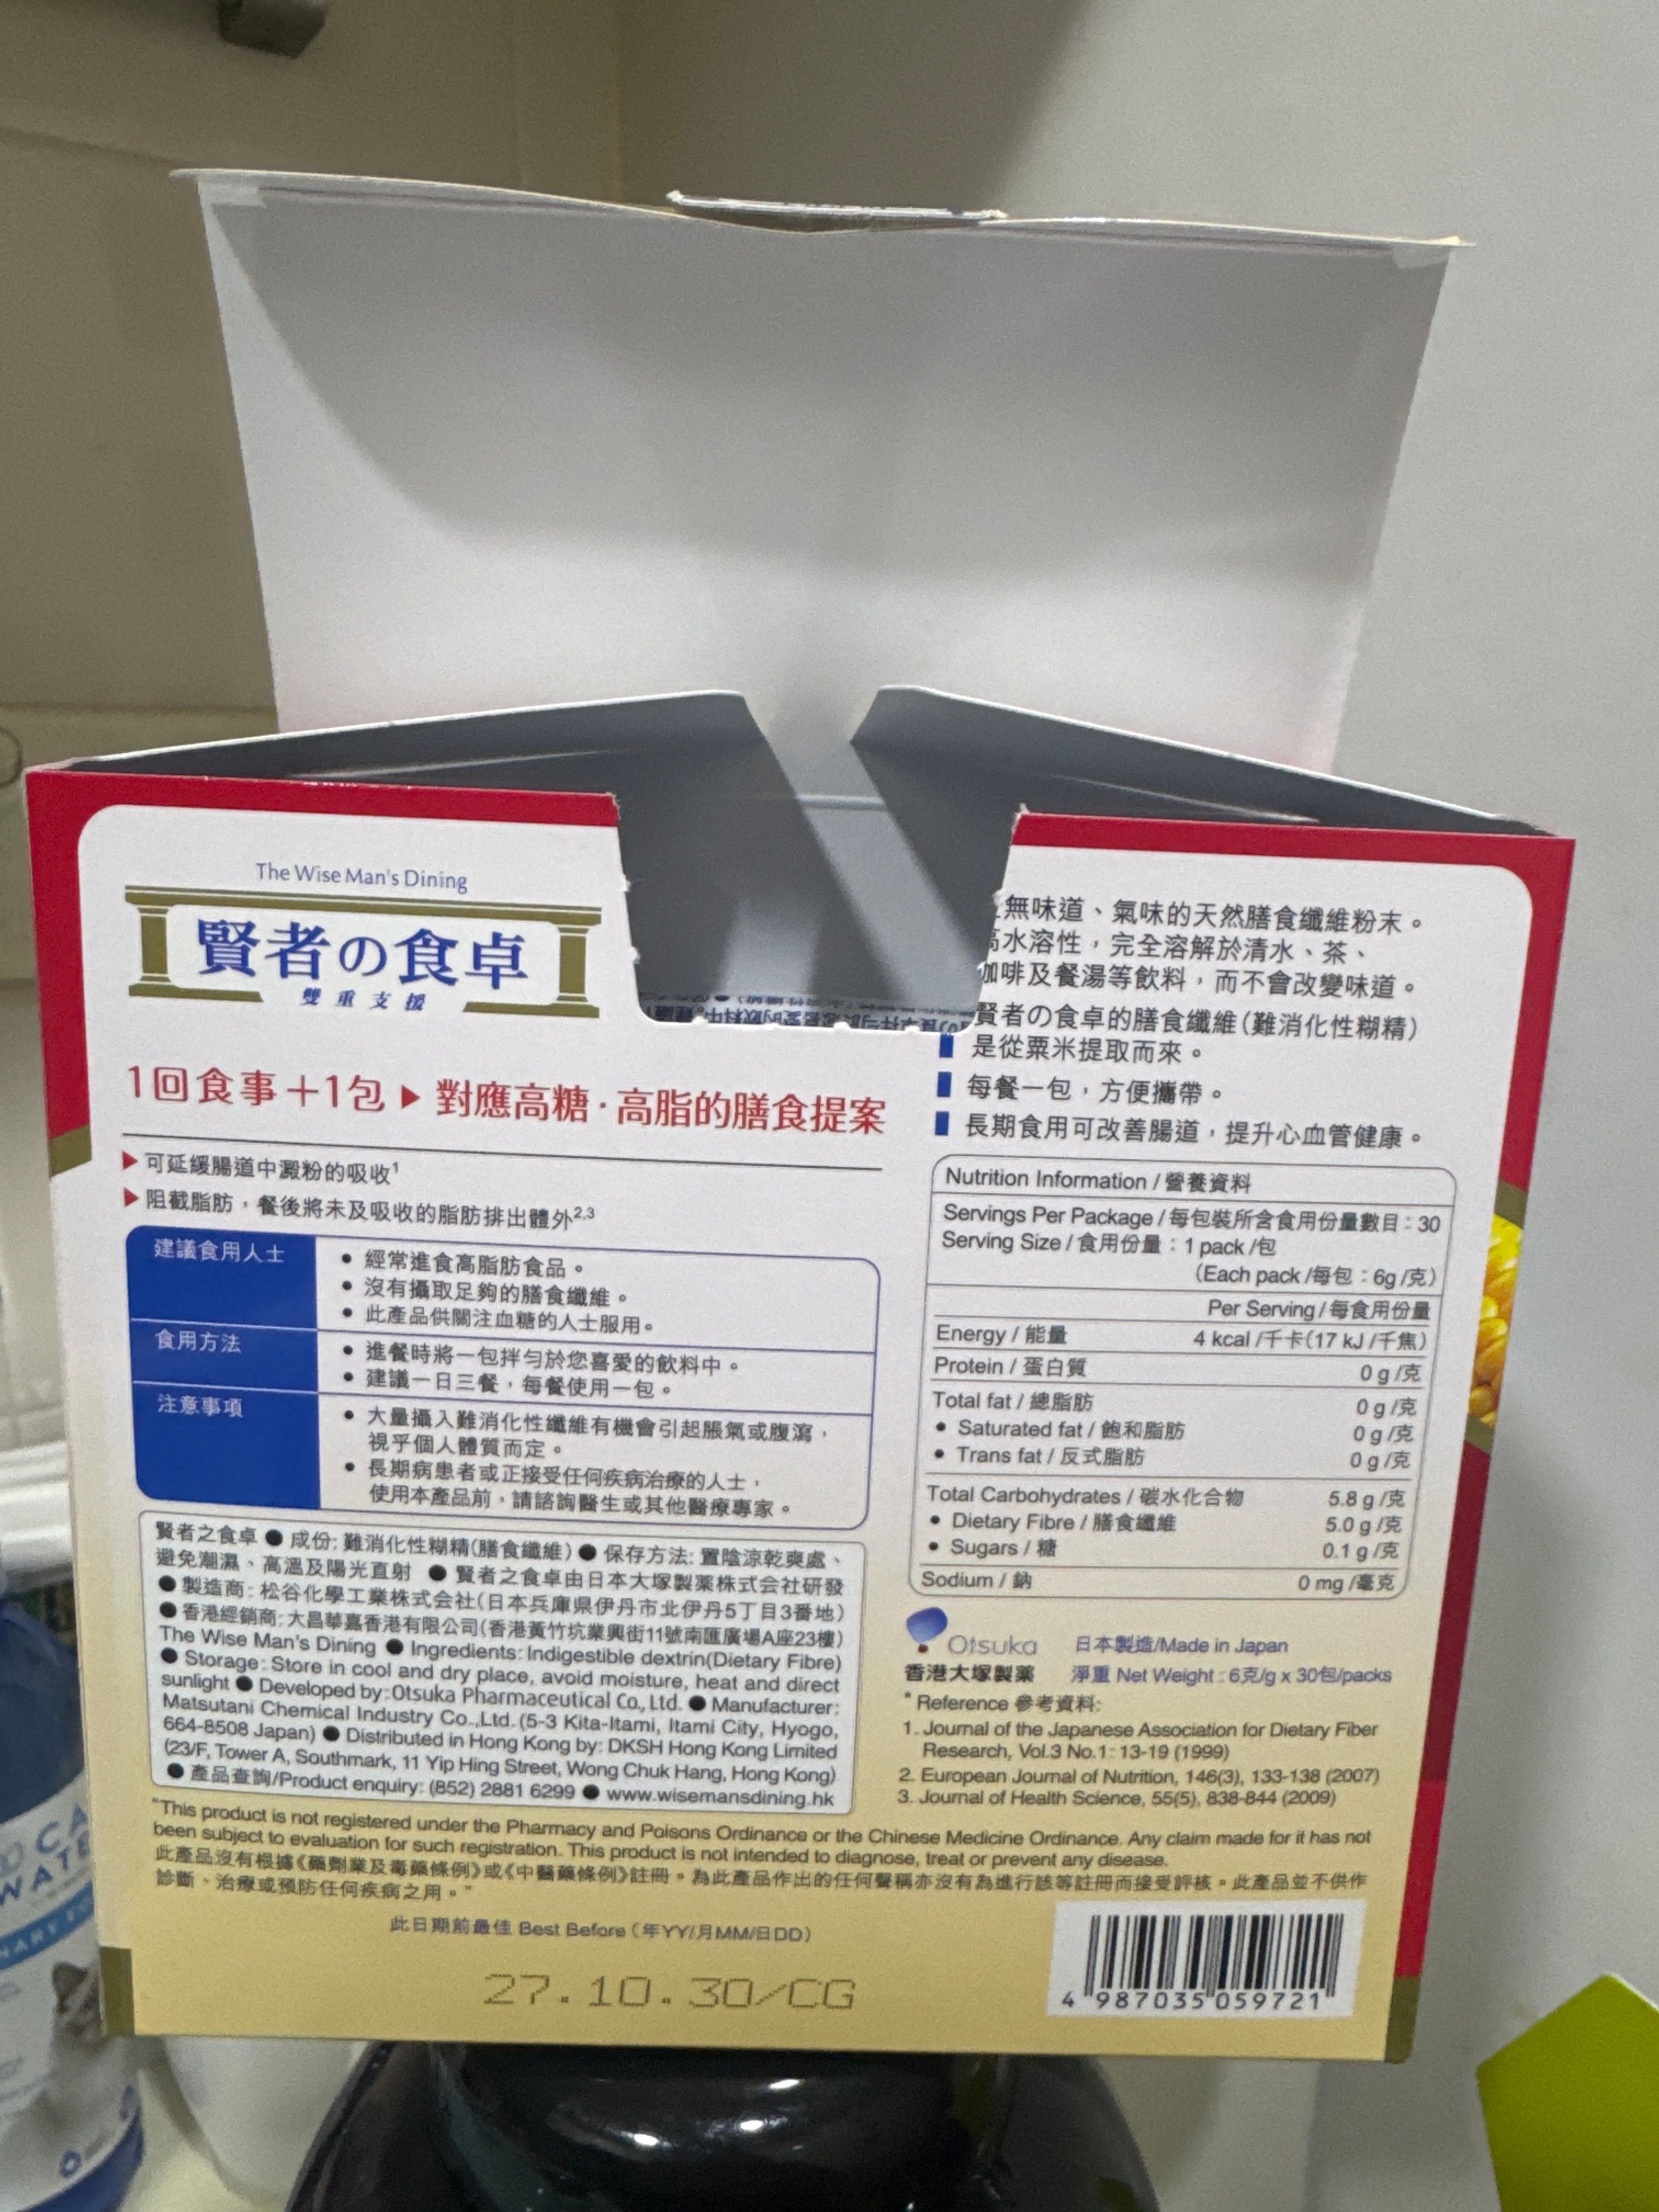 The Wise Man's Dining
賢者の食卓
雙重支援
1回食事＋1包▶對應高糖·高脂的膳食提案
▶可延緩腸道中澱粉的吸收¹
▶阻截脂肪，餐後將未及吸收的脂肪排出體外²,³
建議食用人士
• 經常進食高脂肪食品。
• 沒有攝取足夠的膳食纖維。
• 此產品供關注血糖的人士服用。
食用方法
• 進餐時將一包拌勻於您喜愛的飲料中。
• 建議一日三餐，每餐使用一包。
注意事項
• 大量攝入難消化性纖維有機會引起脹氣或腹瀉，
視乎個人體質而定。
• 長期病患者或正接受任何疾病治療的人士，
使用本產品前，請諮詢醫生或其他醫療專家。
賢者之食卓 ● 成份: 難消化性糊精(膳食纖維) ● 保存方法: 置陰涼乾爽處、
避免潮濕、高溫及陽光直射 ● 賢者之食卓由日本大塚製薬株式会社研發
● 製造商: 松谷化學工業株式会社(日本兵庫県伊丹市北伊丹5丁目3番地)
● 香港經銷商: 大昌華嘉香港有限公司(香港黃竹坑業興街11號南匯廣場A座23樓)
The Wise Man's Dining ● Ingredients: Indigestible dextrin(Dietary Fibre)
● Storage: Store in cool and dry place, avoid moisture, heat and direct
sunlight ● Developed by: Otsuka Pharmaceutical Co., Ltd. ● Manufacturer:
Matsutani Chemical Industry Co.,Ltd. (5-3 Kita-Itami, Itami City, Hyogo,
664-8508 Japan) ● Distributed in Hong Kong by: DKSH Hong Kong Limited
(23/F, Tower A, Southmark, 11 Yip Hing Street, Wong Chuk Hang, Hong Kong)
● 產品查詢/Product enquiry: (852) 2881 6299 ● www.wisemansdining.hk
無味道、氣味的天然膳食纖維粉末。
高水溶性，完全溶解於清水、茶、
咖啡及餐湯等飲料，而不會改變味道。
賢者の食卓的膳食纖維(難消化性糊精)
是從粟米提取而來。
每餐一包，方便攜帶。
長期食用可改善腸道，提升心血管健康。
Nutrition Information / 營養資料
Servings Per Package / 每包裝所含食用份量數目：30
Serving Size / 食用份量：1 pack /包
(Each pack /每包：6g /克)
Per Serving / 每食用份量
Energy / 能量 4 kcal /千卡(17 kJ /千焦)
Protein / 蛋白質 0 g /克
Total fat / 總脂肪 0 g /克
• Saturated fat / 飽和脂肪 0 g /克
• Trans fat / 反式脂肪 0 g /克
Total Carbohydrates / 碳水化合物 5.8 g /克
• Dietary Fibre / 膳食纖維 5.0 g /克
• Sugars / 糖 0.1 g /克
Sodium / 鈉 0 mg /毫克
Otsuka 日本製造/Made in Japan
香港大塚製薬 淨重 Net Weight : 6克/g x 30包/packs
* Reference 參考資料:
1. Journal of the Japanese Association for Dietary Fiber
Research, Vol.3 No.1: 13-19 (1999)
2. European Journal of Nutrition, 146(3), 133-138 (2007)
3. Journal of Health Science, 55(5), 838-844 (2009)
"This product is not registered under the Pharmacy and Poisons Ordinance or the Chinese Medicine Ordinance. Any claim made for it has not
been subject to evaluation for such registration. This product is not intended to diagnose, treat or prevent any disease.
此產品沒有根據《藥劑業及毒藥條例》或《中醫藥條例》註冊。為此產品作出的任何聲稱亦沒有為進行該等註冊而接受評核。此產品並不供作
診斷、治療或預防任何疾病之用。"
此日期前最佳 Best Before (年YY/月MM/日DD)
27.10.30/CG
4 987035 059721
CA
WATE